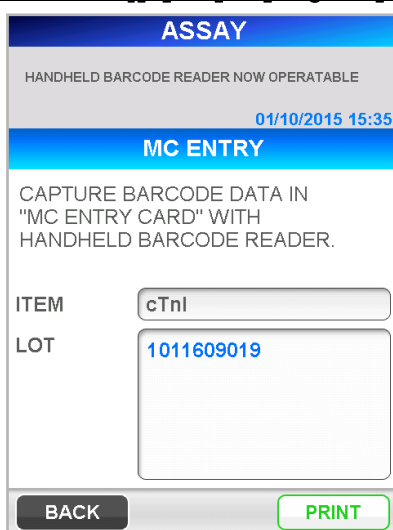 ASSAY
HANDHELD BARCODE READER NOW OPERATABLE
01/10/2015 15:35
MC ENTRY
CAPTURE BARCODE DATA IN
"MC ENTRY CARD" WITH
HANDHELD BARCODE READER.
ITEM cTnI
LOT 1011609019
BACK PRINT